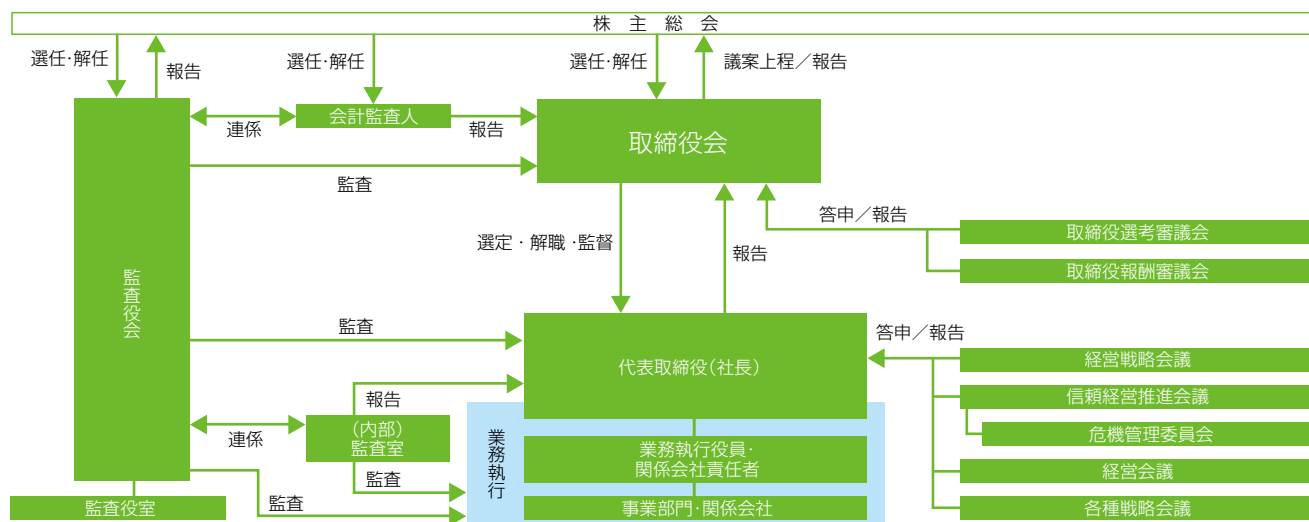 株主総会
選任・解任
報告
選任・解任
選任・解任
議案上程／報告
会計監査人
連係
報告
取締役会
監査
答申／報告
取締役選考審議会
取締役報酬審議会
選定・解職・監督
報告
監査役会
監査
代表取締役(社長)
答申／報告
経営戦略会議
信頼経営推進会議
危機管理委員会
経営会議
各種戦略会議
報告
連係
(内部)
監査室
業務執行
業務執行役員・
関係会社責任者
監査
監査
事業部門・関係会社
監査役室